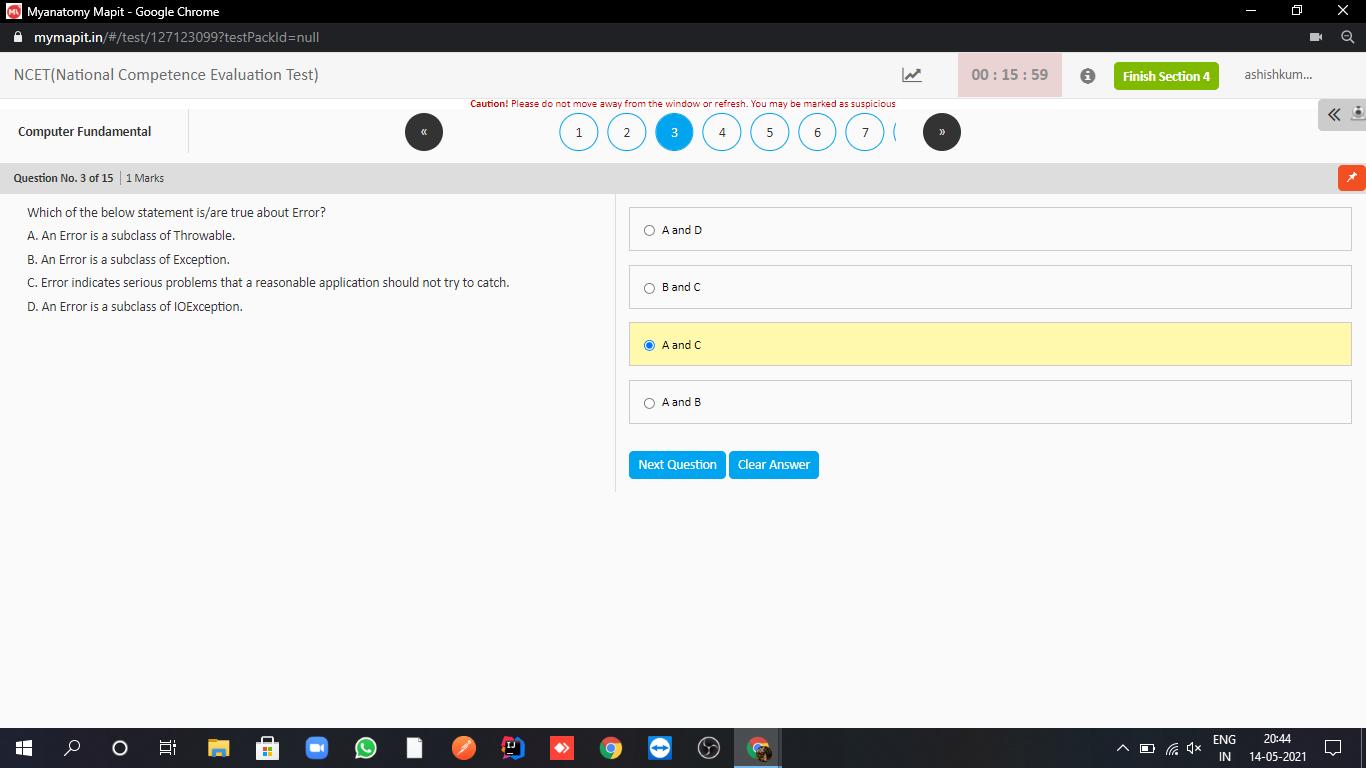 Myanatomy Mapit - Google Chrome
mymapit.in/#/test/127123099?testPackId=null
NCET(National Competence Evaluation Test)
00 : 15 : 59
Finish Section 4
ashishkum...
Caution! Please do not move away from the window or refresh. You may be marked as suspicious
Computer Fundamental
«
1 2 3 4 5 6 7
»
Question No. 3 of 15 | 1 Marks
Which of the below statement is/are true about Error?
A. An Error is a subclass of Throwable.
B. An Error is a subclass of Exception.
C. Error indicates serious problems that a reasonable application should not try to catch.
D. An Error is a subclass of IOException.
A and D
B and C
A and C
A and B
Next Question
Clear Answer
ENG
IN
20:44
14-05-2021